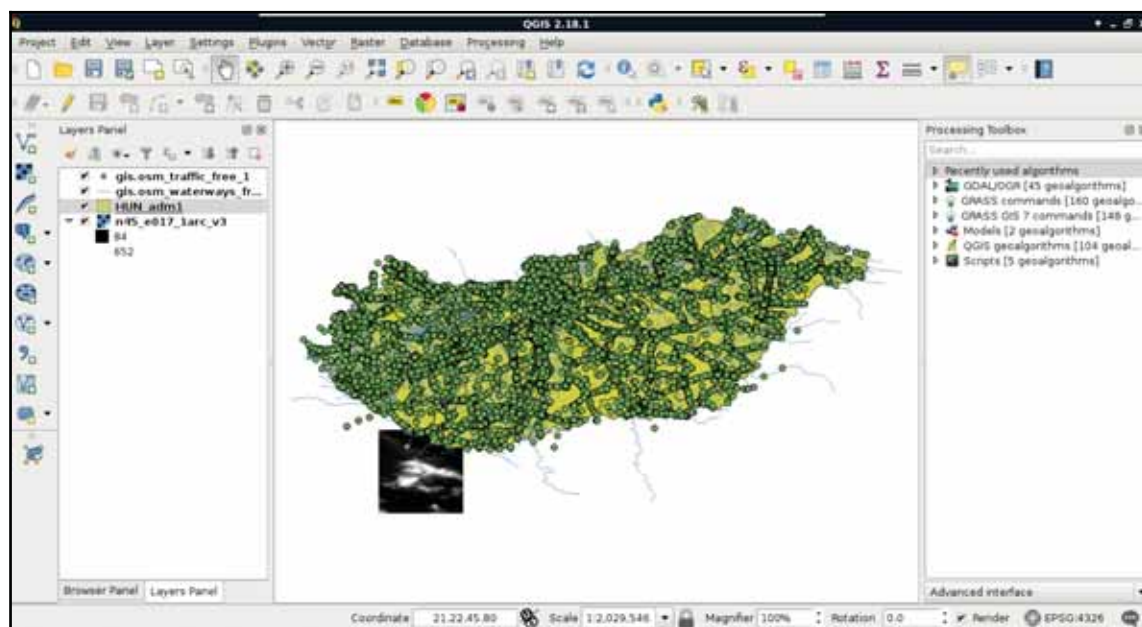 QGIS 2.18.1
Project Edit View Layer Settings Plugins Vector Raster Database Processing Help
Layers Panel
gis.osm_traffic_free_1
gis.osm_waterways_fr...
HUN_adm1
n45_e017_1arc_v3
84
652
Browser Panel Layers Panel
Processing Toolbox
Search...
Recently used algorithms
GDAL/OGR [45 geoalgorithms]
GRASS commands [160 geoalgo...
GRASS GIS 7 commands [148 g...
Models [2 geoalgorithms]
QGIS geoalgorithms [104 geoal...
Scripts [5 geoalgorithms]
Advanced interface
Coordinate 21.22,45.80 Scale 1:2,029,546 Magnifier 100% Rotation 0.0 Render EPSG:4326